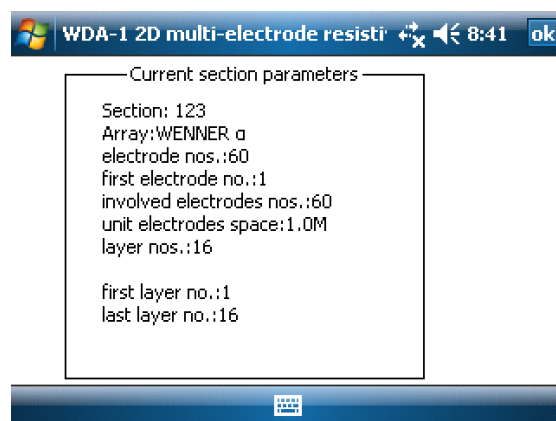 WDA-1 2D multi-electrode resisti 8:41 ok
Current section parameters
Section: 123
Array:WENNER α
electrode nos.:60
first electrode no.:1
involved electrodes nos.:60
unit electrodes space:1.0M
layer nos.:16
first layer no.:1
last layer no.:16